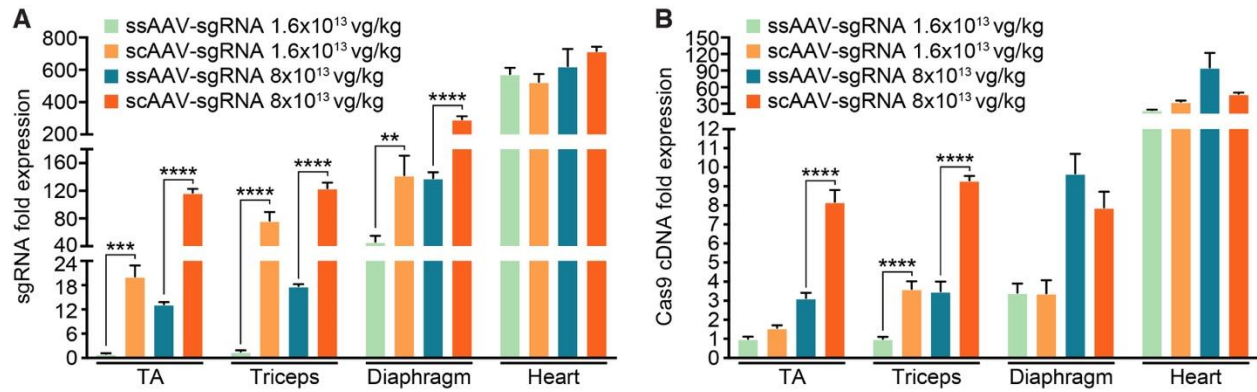 A
ssAAV-sgRNA 1.6x10¹³ vg/kg
scAAV-sgRNA 1.6x10¹³ vg/kg
ssAAV-sgRNA 8x10¹³ vg/kg
scAAV-sgRNA 8x10¹³ vg/kg
sgRNA fold expression
800
600
400
200
160
120
80
40
24
18
12
6
0
***
****
****
****
**
****
TA
Triceps
Diaphragm
Heart
B
ssAAV-sgRNA 1.6x10¹³ vg/kg
scAAV-sgRNA 1.6x10¹³ vg/kg
ssAAV-sgRNA 8x10¹³ vg/kg
scAAV-sgRNA 8x10¹³ vg/kg
Cas9 cDNA fold expression
150
120
90
60
30
12
11
10
9
8
7
6
5
4
3
2
1
0
****
****
****
TA
Triceps
Diaphragm
Heart